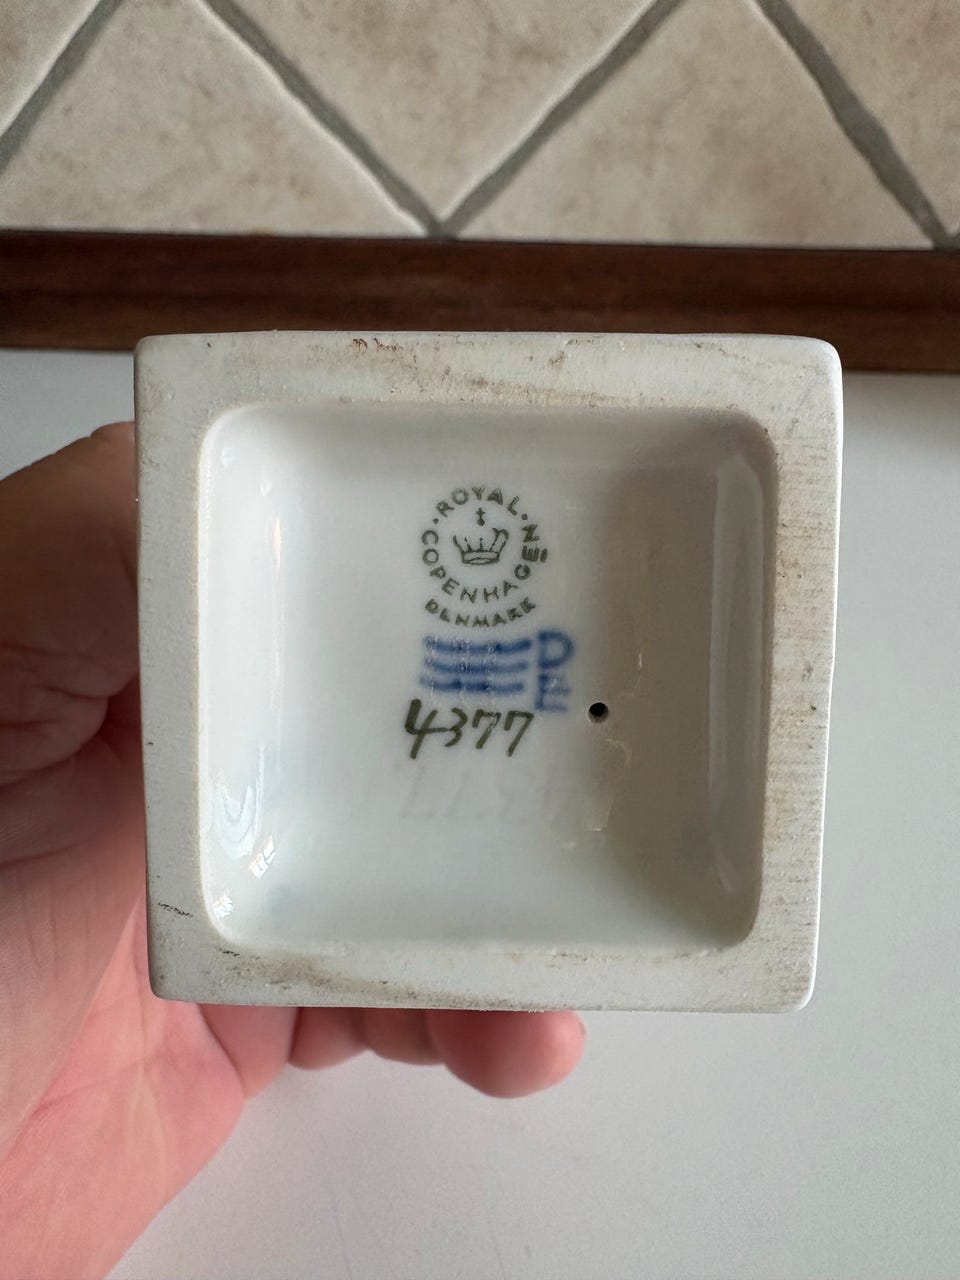 ROYAL
COPENHAGEN
DENMARK
4377